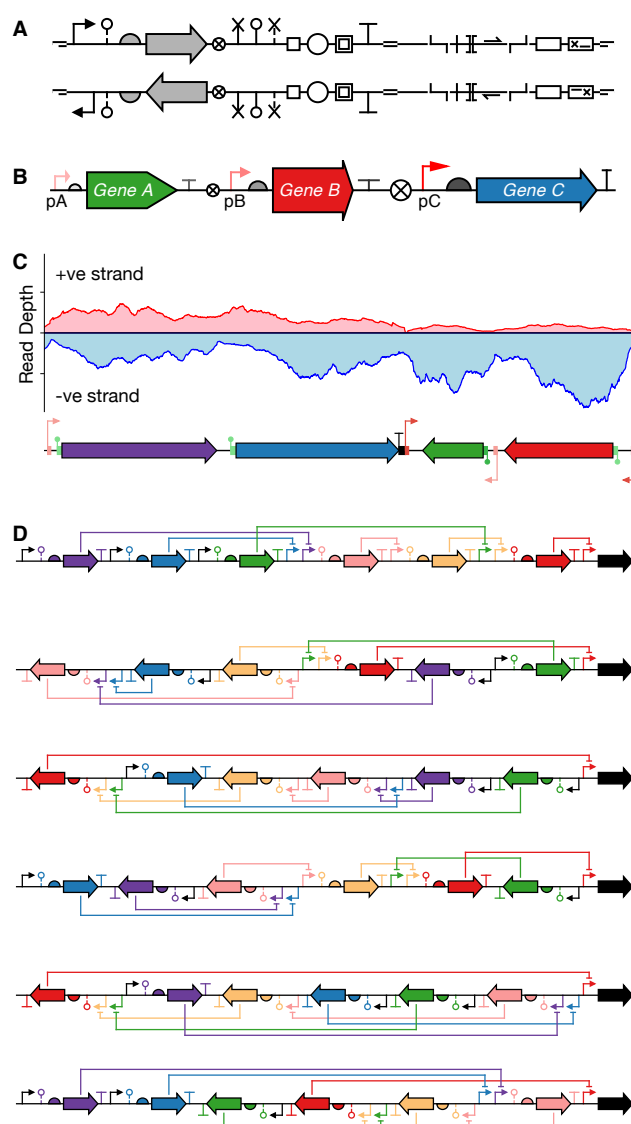 A
B
Gene A
Gene B
Gene C
pA
pB
pC
C
+ve strand
Read Depth
-ve strand
D